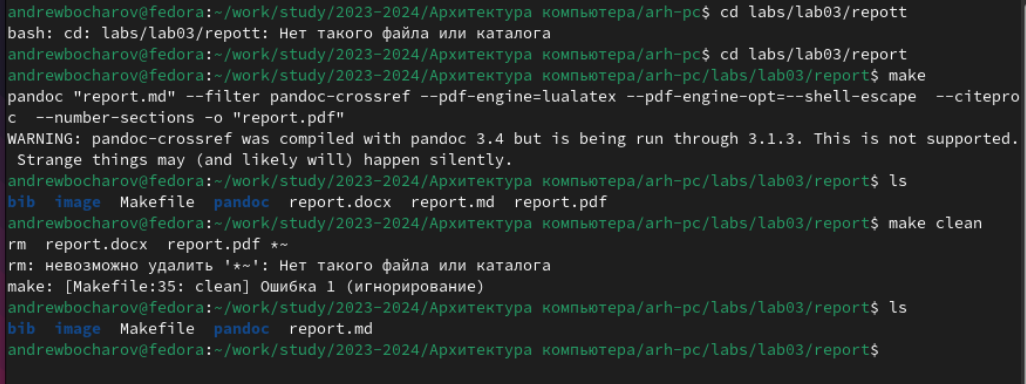 andrewbocharov@fedora:~/work/study/2023-2024/Архитектура компьютера/arh-pc$ cd labs/lab03/repott
bash: cd: labs/lab03/repott: Нет такого файла или каталога
andrewbocharov@fedora:~/work/study/2023-2024/Архитектура компьютера/arh-pc$ cd labs/lab03/report
andrewbocharov@fedora:~/work/study/2023-2024/Архитектура компьютера/arh-pc/labs/lab03/report$ make
pandoc "report.md" --filter pandoc-crossref --pdf-engine=lualatex --pdf-engine-opt=--shell-escape  --citepro
c  --number-sections -o "report.pdf"
WARNING: pandoc-crossref was compiled with pandoc 3.4 but is being run through 3.1.3. This is not supported.
 Strange things may (and likely will) happen silently.
andrewbocharov@fedora:~/work/study/2023-2024/Архитектура компьютера/arh-pc/labs/lab03/report$ ls
bib  image  Makefile  pandoc  report.docx  report.md  report.pdf
andrewbocharov@fedora:~/work/study/2023-2024/Архитектура компьютера/arh-pc/labs/lab03/report$ make clean
rm  report.docx  report.pdf *~
rm: невозможно удалить '*~': Нет такого файла или каталога
make: [Makefile:35: clean] Ошибка 1 (игнорирование)
andrewbocharov@fedora:~/work/study/2023-2024/Архитектура компьютера/arh-pc/labs/lab03/report$ ls
bib  image  Makefile  pandoc  report.md
andrewbocharov@fedora:~/work/study/2023-2024/Архитектура компьютера/arh-pc/labs/lab03/report$